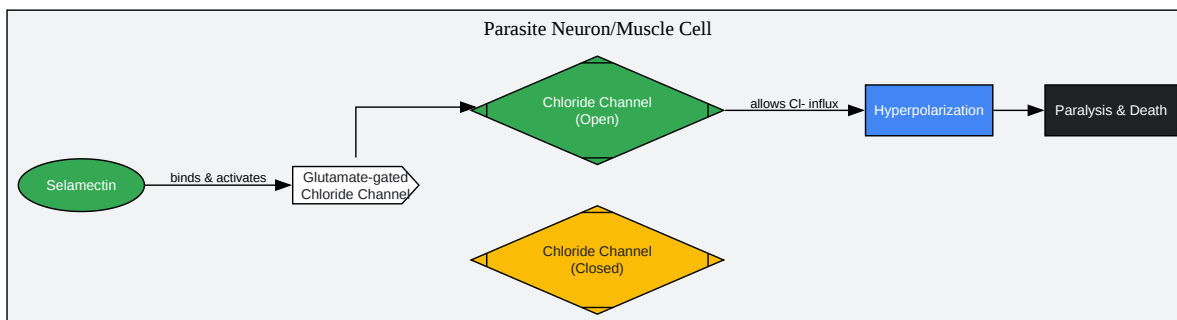 Parasite Neuron/Muscle Cell
Chloride Channel
(Open)
allows Cl- influx
Hyperpolarization
Paralysis & Death
Selamectin
binds & activates
Glutamate-gated
Chloride Channel
Chloride Channel
(Closed)